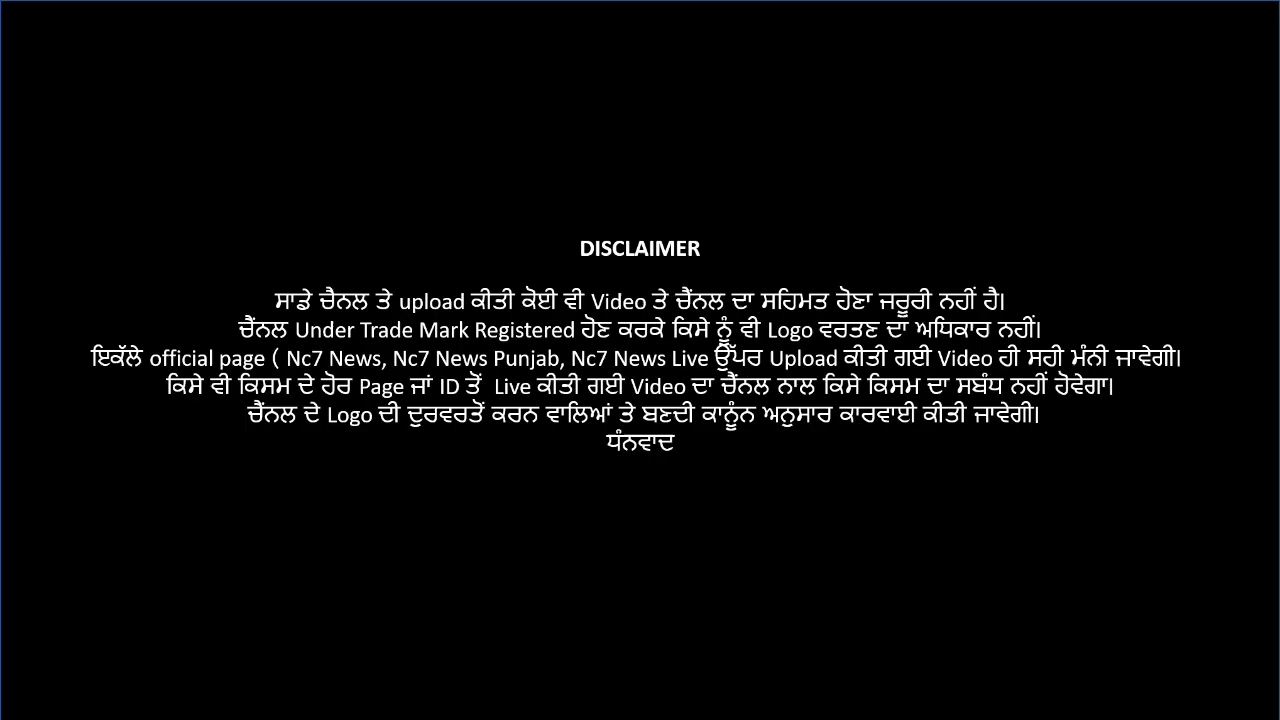 DISCLAIMER
ਸਾਡੇ ਚੈਨਲ ਤੇ upload ਕੀਤੀ ਕੋਈ ਵੀ Video ਤੇ ਚੈਂਨਲ ਦਾ ਸਹਿਮਤ ਹੋਣਾ ਜਰੂਰੀ ਨਹੀਂ ਹੈ।
ਚੈਂਨਲ Under Trade Mark Registered ਹੋਣ ਕਰਕੇ ਕਿਸੇ ਨੂੰ ਵੀ Logo ਵਰਤਣ ਦਾ ਅਧਿਕਾਰ ਨਹੀਂ।
ਇਕੱਲੇ official page ( Nc7 News, Nc7 News Punjab, Nc7 News Live ਉੱਪਰ Upload ਕੀਤੀ ਗਈ Video ਹੀ ਸਹੀ ਮੰਨੀ ਜਾਵੇਗੀ।
ਕਿਸੇ ਵੀ ਕਿਸਮ ਦੇ ਹੋਰ Page ਜਾਂ ID ਤੋਂ Live ਕੀਤੀ ਗਈ Video ਦਾ ਚੈਂਨਲ ਨਾਲ ਕਿਸੇ ਕਿਸਮ ਦਾ ਸਬੰਧ ਨਹੀਂ ਹੋਵੇਗਾ।
ਚੈਂਨਲ ਦੇ Logo ਦੀ ਦੁਰਵਰਤੋਂ ਕਰਨ ਵਾਲਿਆਂ ਤੇ ਬਣਦੀ ਕਾਨੂੰਨ ਅਨੁਸਾਰ ਕਾਰਵਾਈ ਕੀਤੀ ਜਾਵੇਗੀ।
ਧੰਨਵਾਦ